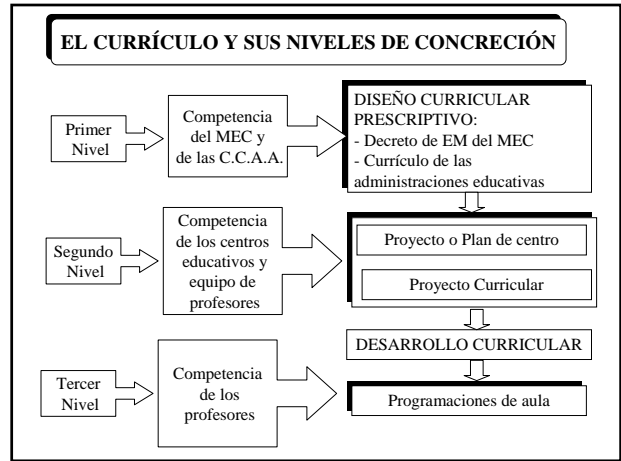 EL CURRÍCULO Y SUS NIVELES DE CONCRECIÓN
Primer
Nivel
Competencia
del MEC y
de las C.C.A.A.
DISEÑO CURRICULAR
PRESCRIPTIVO:
- Decreto de EM del MEC
- Currículo de las
administraciones educativas
Segundo
Nivel
Competencia
de los centros
educativos y
equipo de
profesores
Proyecto o Plan de centro
Proyecto Curricular
DESARROLLO CURRICULAR
Tercer
Nivel
Competencia
de los
profesores
Programaciones de aula